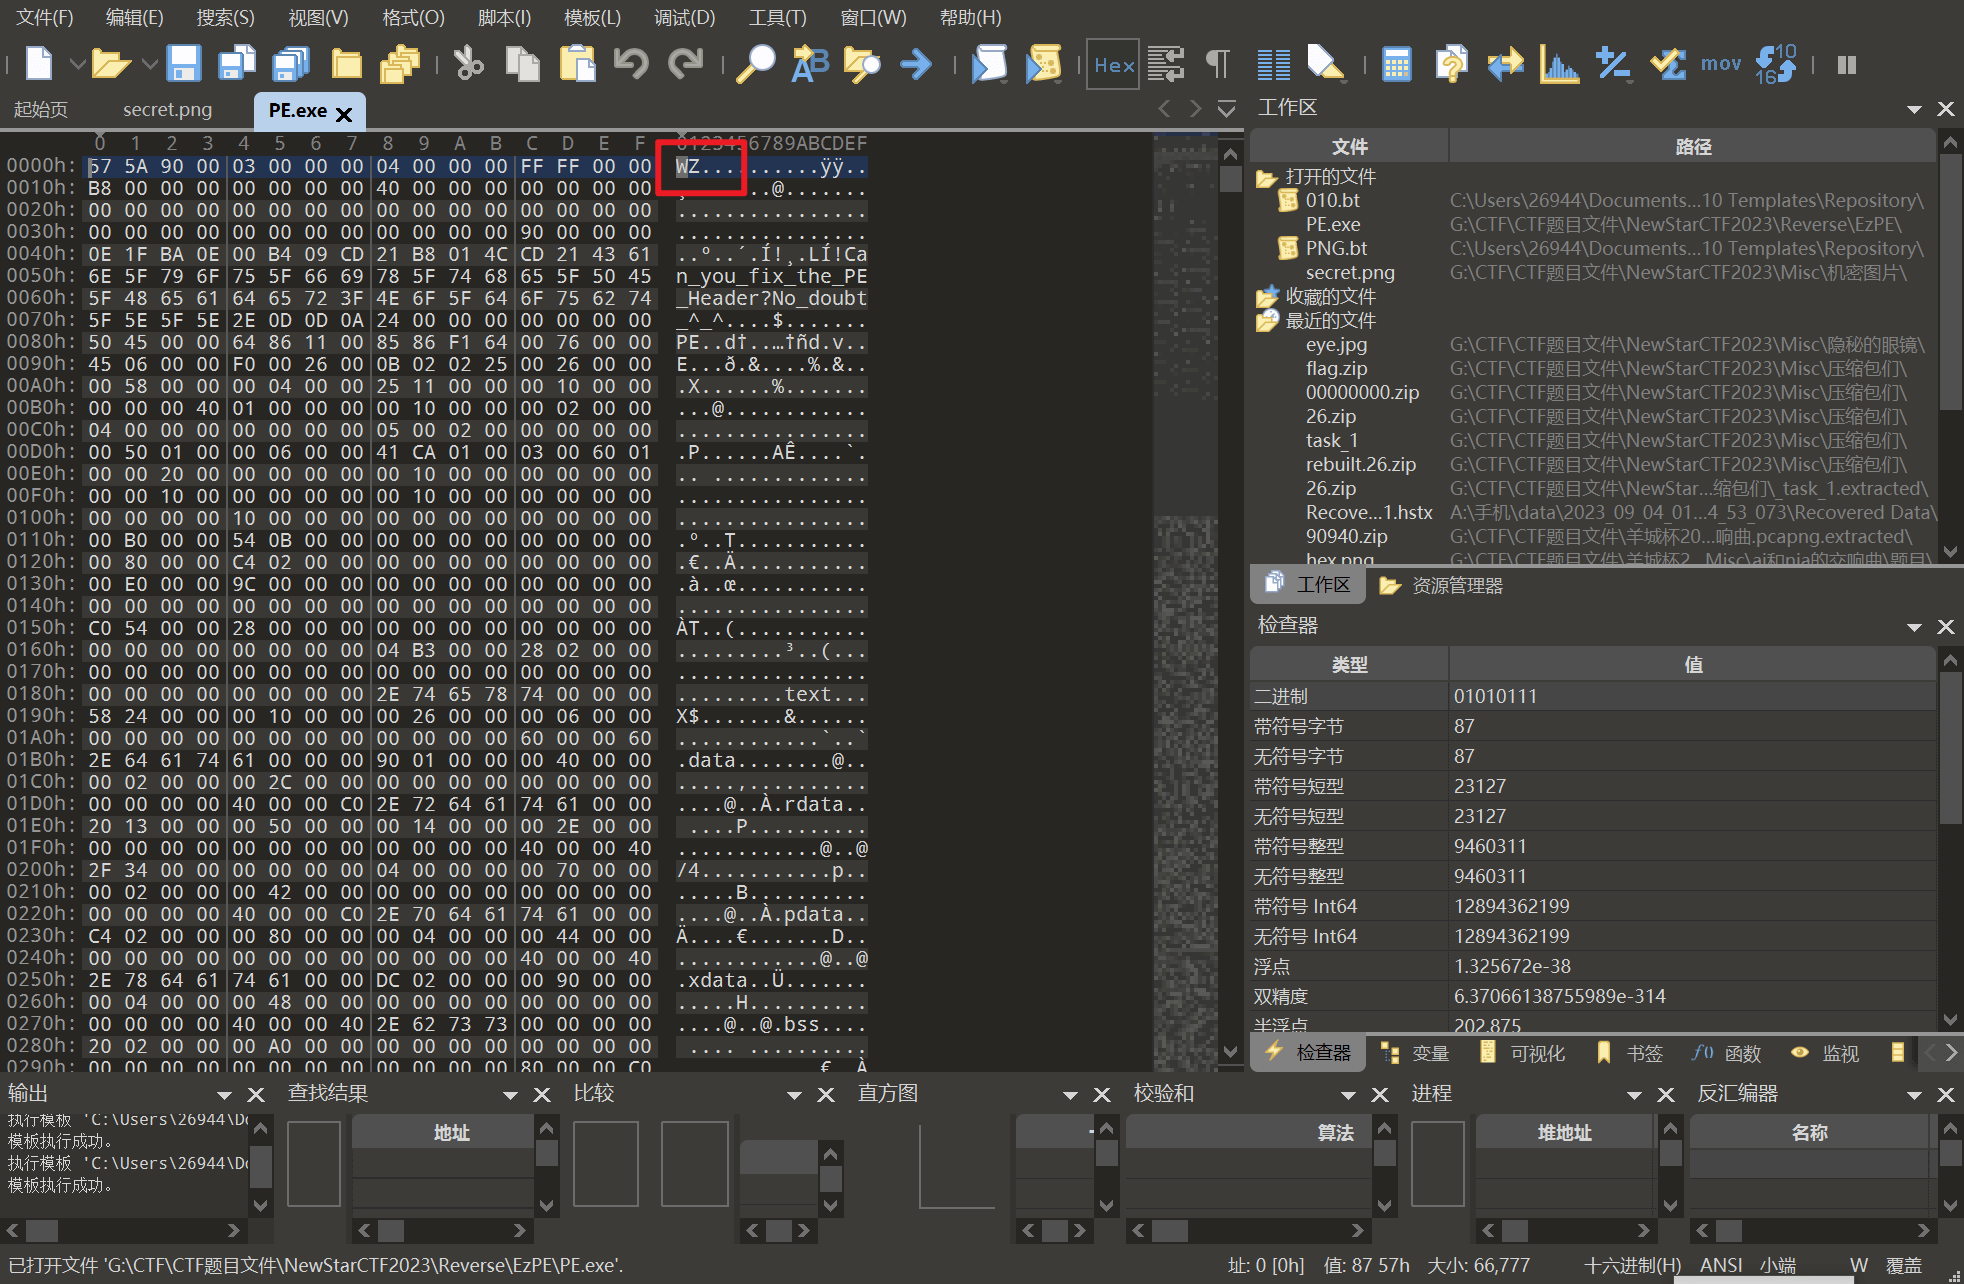 文件(F) 编辑(E) 搜索(S) 视图(V) 格式(O) 脚本(I) 模板(L) 调试(D) 工具(T) 窗口(W) 帮助(H)
Hex mov 10 16
起始页 secret.png PE.exe
0 1 2 3 4 5 6 7 8 9 A B C D E F 0123456789ABCDEF
0000h: 57 5A 90 00 03 00 00 00 04 00 00 00 FF FF 00 00 WZ..........ÿÿ..
0010h: B8 00 00 00 00 00 00 00 40 00 00 00 00 00 00 00 ¸.......@.......
0020h: 00 00 00 00 00 00 00 00 00 00 00 00 00 00 00 00 ................
0030h: 00 00 00 00 00 00 00 00 00 00 00 00 90 00 00 00 ................
0040h: 0E 1F BA 0E 00 B4 09 CD 21 B8 01 4C CD 21 43 61 ..º..´.Í!¸.LÍ!Ca
0050h: 6E 5F 79 6F 75 5F 66 69 78 5F 74 68 65 5F 50 45 n_you_fix_the_PE
0060h: 5F 48 65 61 64 65 72 3F 4E 6F 5F 64 6F 75 62 74 _Header?No_doubt
0070h: 5F 5E 5F 5E 2E 0D 0D 0A 24 00 00 00 00 00 00 00 _^_^....$.......
0080h: 50 45 00 00 64 86 11 00 85 86 F1 64 00 76 00 00 PE..d†..…†ñd.v..
0090h: 45 06 00 00 F0 00 26 00 0B 02 02 25 00 26 00 00 E...ð.&....%.&..
00A0h: 00 58 00 00 00 04 00 00 25 11 00 00 00 10 00 00 .X......%.......
00B0h: 00 00 00 40 01 00 00 00 00 10 00 00 00 02 00 00 ...@............
00C0h: 04 00 00 00 00 00 00 00 05 00 02 00 00 00 00 00 ................
00D0h: 00 50 01 00 00 06 00 00 41 CA 01 00 03 00 60 01 .P......AÊ....`.
00E0h: 00 00 20 00 00 00 00 00 00 10 00 00 00 00 00 00 .. .............
00F0h: 00 00 10 00 00 00 00 00 00 10 00 00 00 00 00 00 ................
0100h: 00 00 00 00 10 00 00 00 00 00 00 00 00 00 00 00 ................
0110h: 00 B0 00 00 54 0B 00 00 00 00 00 00 00 00 00 00 .°..T...........
0120h: 00 80 00 00 C4 02 00 00 00 00 00 00 00 00 00 00 .€..Ä...........
0130h: 00 E0 00 00 9C 00 00 00 00 00 00 00 00 00 00 00 .à..œ...........
0140h: 00 00 00 00 00 00 00 00 00 00 00 00 00 00 00 00 ................
0150h: C0 54 00 00 28 00 00 00 00 00 00 00 00 00 00 00 ÀT..(...........
0160h: 00 00 00 00 00 00 00 00 04 B3 00 00 28 02 00 00 .........³..(...
0170h: 00 00 00 00 00 00 00 00 00 00 00 00 00 00 00 00 ................
0180h: 00 00 00 00 00 00 00 00 2E 74 65 78 74 00 00 00 .........text...
0190h: 58 24 00 00 00 10 00 00 00 26 00 00 00 06 00 00 X$.......&......
01A0h: 00 00 00 00 00 00 00 00 00 00 00 00 60 00 00 60 ............`..`
01B0h: 2E 64 61 74 61 00 00 00 90 01 00 00 00 40 00 00 .data........@..
01C0h: 00 02 00 00 00 2C 00 00 00 00 00 00 00 00 00 00 .....,..........
01D0h: 00 00 00 00 40 00 00 C0 2E 72 64 61 74 61 00 00 ....@..À.rdata..
01E0h: 20 13 00 00 00 50 00 00 00 14 00 00 00 2E 00 00  ....P..........
01F0h: 00 00 00 00 00 00 00 00 00 00 00 00 40 00 00 40 ............@..@
0200h: 2F 34 00 00 00 00 00 00 04 00 00 00 00 70 00 00 /4...........p..
0210h: 00 02 00 00 00 42 00 00 00 00 00 00 00 00 00 00 .....B..........
0220h: 00 00 00 00 40 00 00 C0 2E 70 64 61 74 61 00 00 ....@..À.pdata..
0230h: C4 02 00 00 00 80 00 00 00 04 00 00 00 44 00 00 Ä....€.......D..
0240h: 00 00 00 00 00 00 00 00 00 00 00 00 40 00 00 40 ............@..@
0250h: 2E 78 64 61 74 61 00 00 DC 02 00 00 00 90 00 00 .xdata..Ü.......
0260h: 00 04 00 00 00 48 00 00 00 00 00 00 00 00 00 00 .....H..........
0270h: 00 00 00 00 40 00 00 40 2E 62 73 73 00 00 00 00 ....@..@.bss....
0280h: 20 02 00 00 00 A0 00 00 00 00 00 00 00 00 00 00  .... ..........
0290h: 00 00 00 00 00 00 00 00 00 00 00 00 80 00 00 C0 € À
工作区
文件 路径
打开的文件
010.bt C:\Users\26944\Documents...10 Templates\Repository\
PE.exe G:\CTF\CTF题目文件\NewStarCTF2023\Reverse\EzPE\
PNG.bt C:\Users\26944\Documents...10 Templates\Repository\
secret.png G:\CTF\CTF题目文件\NewStarCTF2023\Misc\机密图片\
收藏的文件
最近的文件
eye.jpg G:\CTF\CTF题目文件\NewStarCTF2023\Misc\隐秘的眼镜\
flag.zip G:\CTF\CTF题目文件\NewStarCTF2023\Misc\压缩包们\
00000000.zip G:\CTF\CTF题目文件\NewStarCTF2023\Misc\压缩包们\
26.zip G:\CTF\CTF题目文件\NewStarCTF2023\Misc\压缩包们\
task_1 G:\CTF\CTF题目文件\NewStarCTF2023\Misc\压缩包们\
rebuilt.26.zip G:\CTF\CTF题目文件\NewStarCTF2023\Misc\压缩包们\
26.zip G:\CTF\CTF题目文件\NewStar...缩包们\_task_1.extracted\
Recove...1.hstx A:\手机\data\2023_09_04_01...4_53_073\Recovered Data\
90940.zip G:\CTF\CTF题目文件\羊城杯20...响曲.pcapng.extracted\
hex.png G:\CTF\CTF题目文件\羊城杯2...Misc\ai和nia的交响曲\题目\
工作区 资源管理器
检查器
类型 值
二进制 01010111
带符号字节 87
无符号字节 87
带符号短型 23127
无符号短型 23127
带符号整型 9460311
无符号整型 9460311
带符号 Int64 12894362199
无符号 Int64 12894362199
浮点 1.325672e-38
双精度 6.37066138755989e-314
半浮点 202.875
检查器 变量 可视化 书签 f() 函数 监视
输出 查找结果 比较 直方图 校验和 进程 反汇编器
执行模板 'C:\Users\26944\Do
模板执行成功。
执行模板 'C:\Users\26944\Do
模板执行成功。
地址 算法 堆地址 名称
已打开文件 'G:\CTF\CTF题目文件\NewStarCTF2023\Reverse\EzPE\PE.exe'. 址: 0 [0h] 值: 87 57h 大小: 66,777 十六进制(H) ANSI 小端 W 覆盖